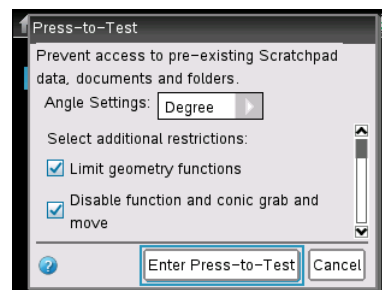 Press-to-Test
Prevent access to pre-existing Scratchpad
data, documents and folders.
Angle Settings: Degree
Select additional restrictions:
Limit geometry functions
Disable function and conic grab and
move
Enter Press-to-Test Cancel